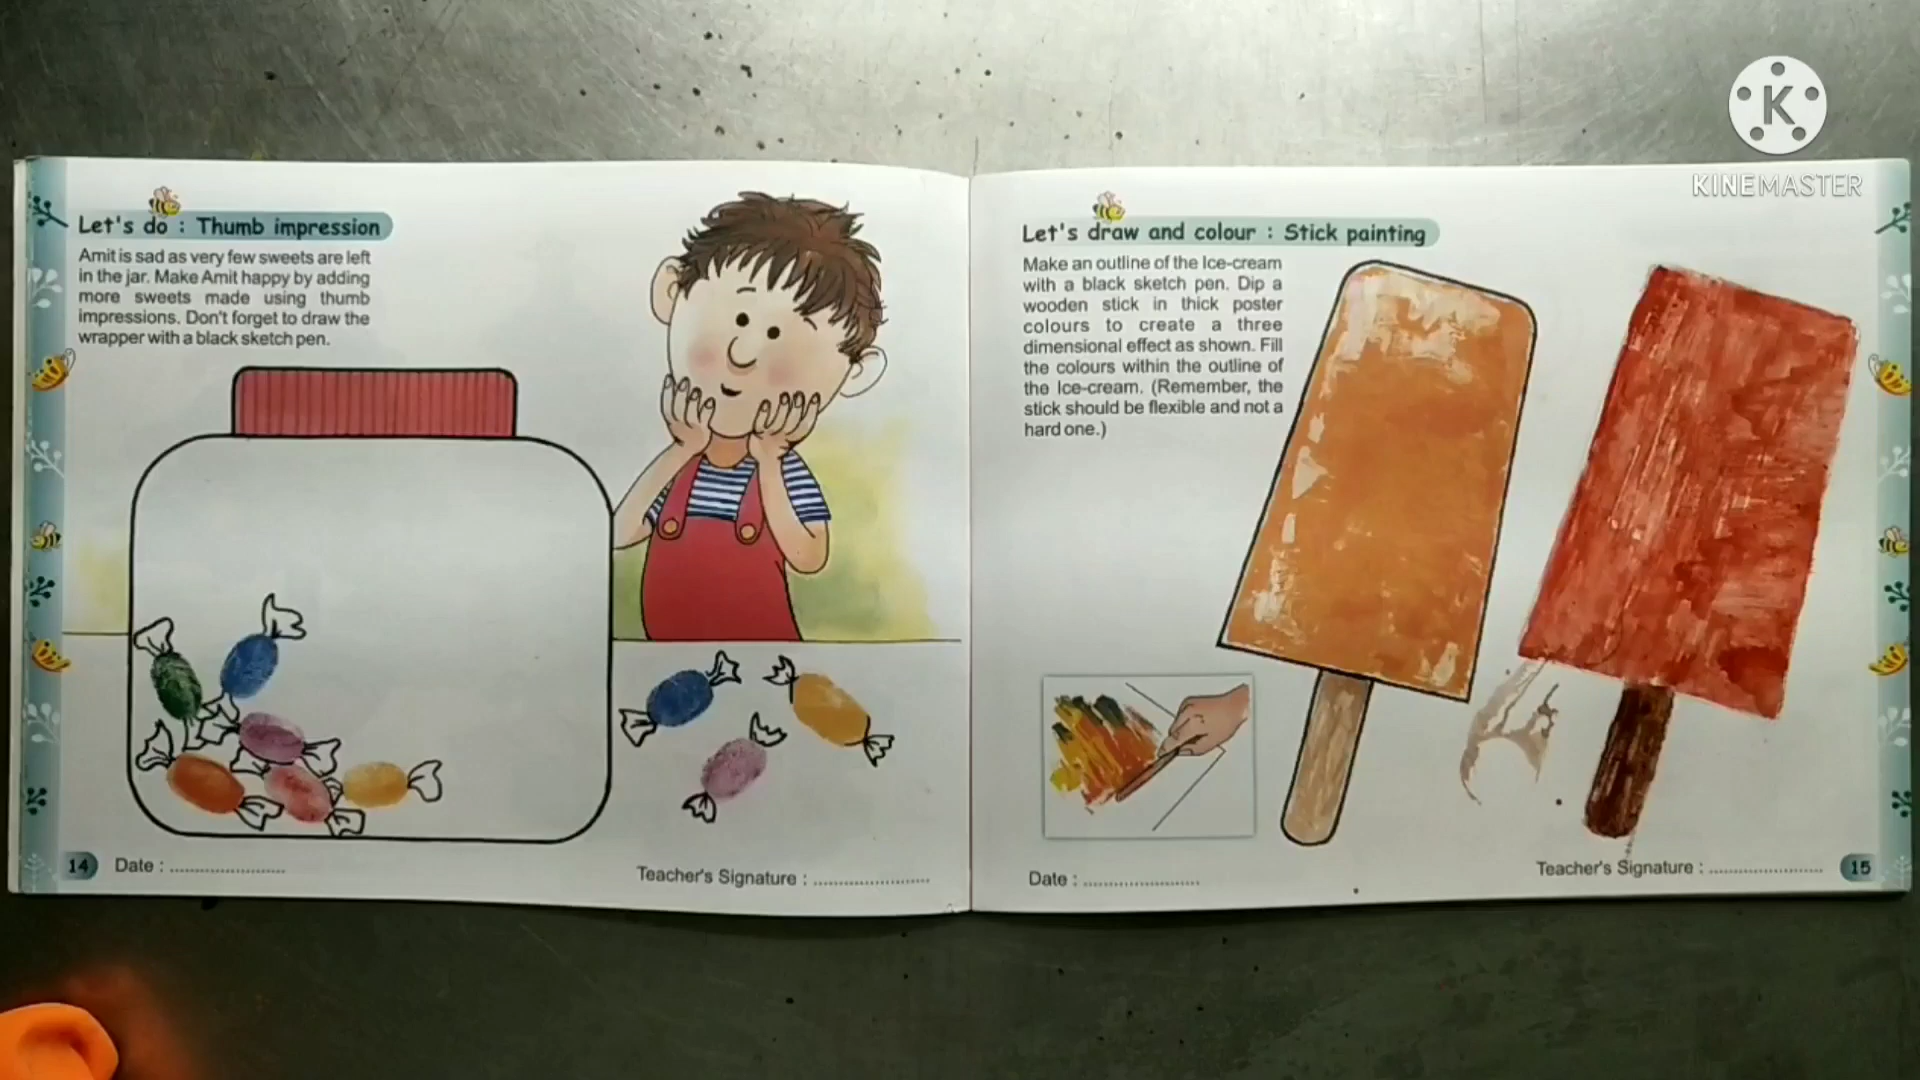 Let's do : Thumb impression
Amit is sad as very few sweets are left
in the jar. Make Amit happy by adding
more sweets made using thumb
impressions. Don't forget to draw the
wrapper with a black sketch pen.
14 Date : ......................
Teacher's Signature : ......................
Let's draw and colour : Stick painting
Make an outline of the Ice-cream
with a black sketch pen. Dip a
wooden stick in thick poster
colours to create a three
dimensional effect as shown. Fill
the colours within the outline of
the Ice-cream. (Remember, the
stick should be flexible and not a
hard one.)
Date : ......................
Teacher's Signature : ...................... 15
K
KINEMASTER